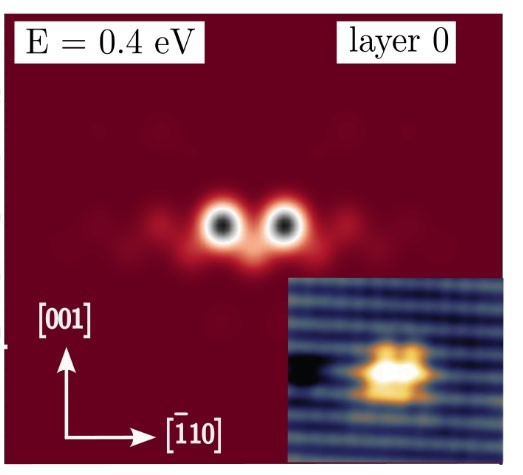 E = 0.4 eV
layer 0
[001]
[1̄10]